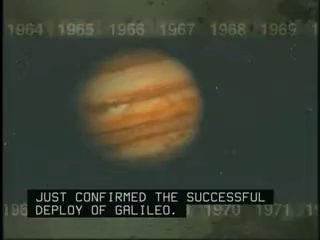 1964 1965 1966 1967 1968 1969
JUST CONFIRMED THE SUCCESSFUL
DEPLOY OF GALILEO.
1970 1971